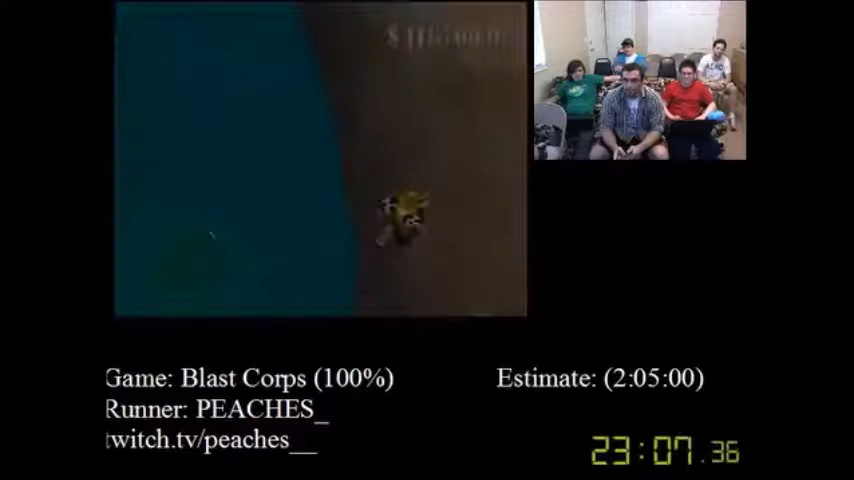 Game: Blast Corps (100%)
Estimate: (2:05:00)
Runner: PEACHES_
twitch.tv/peaches__
23:07.36